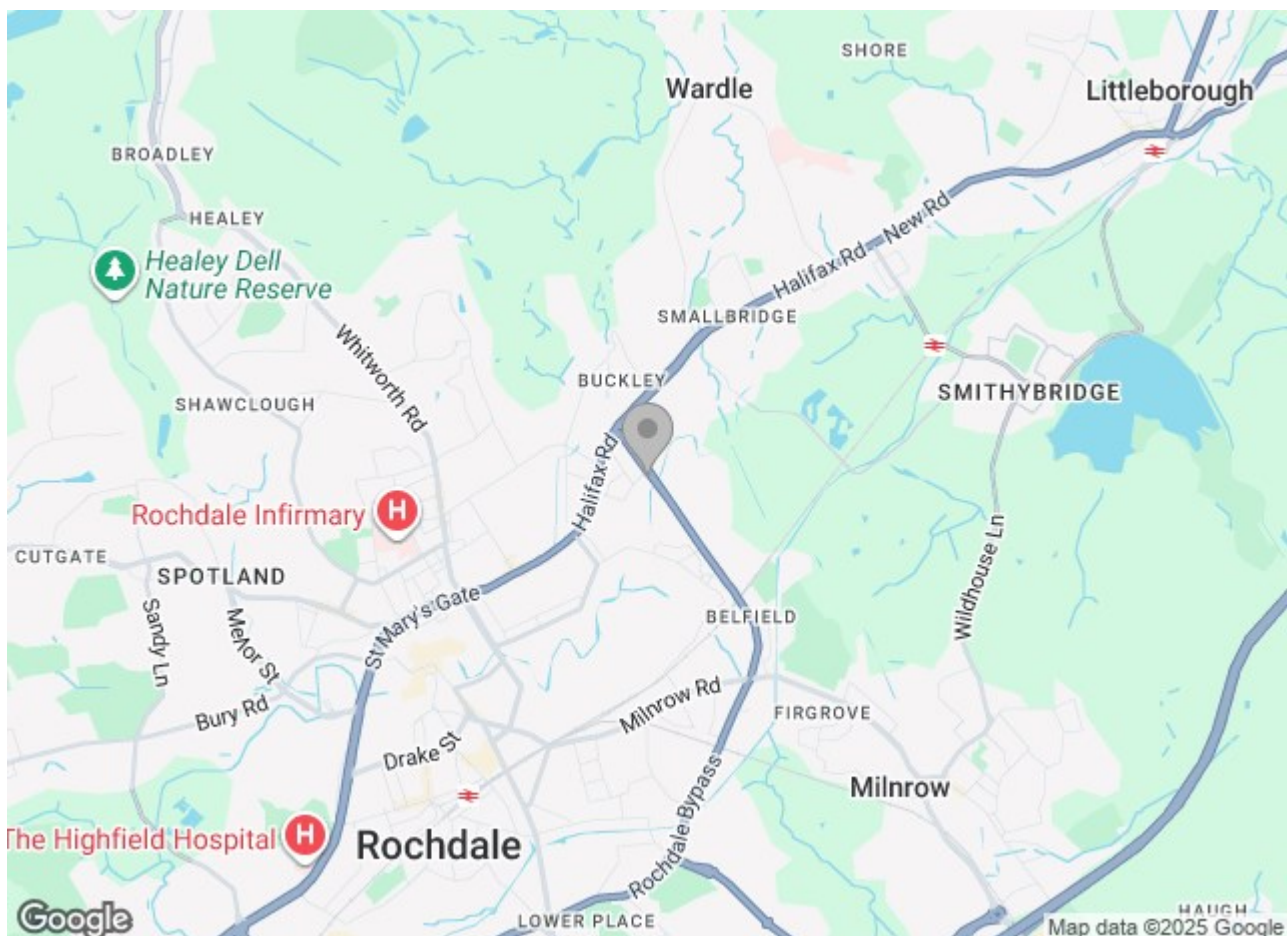 SHORE
Wardle
Littleborough
BROADLEY
HEALEY
Healey Dell
Nature Reserve
Halifax Rd
New Rd
SMALLBRIDGE
Whitworth Rd
BUCKLEY
SMITHYBRIDGE
SHAWCLOUGH
Halifax Rd
Rochdale Infirmary
H
CUTGATE
SPOTLAND
Wildhouse Ln
St Mary's Gate
BELFIELD
Sandy Ln
Bury Rd
Milnrow Rd
FIRGROVE
Drake St
Milnrow
Rochdale Bypass
The Highfield Hospital
H
Rochdale
LOWER PLACE
HAUGH
Google
Map data ©2025 Google